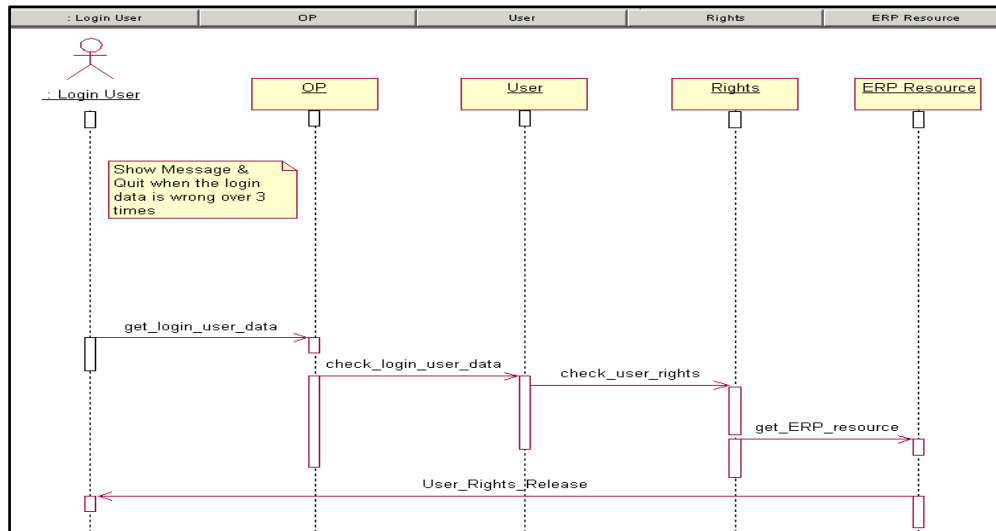 : Login User
OP
User
Rights
ERP Resource
: Login User
OP
User
Rights
ERP Resource
Show Message &
Quit when the login
data is wrong over 3
times
get_login_user_data
check_login_user_data
check_user_rights
get_ERP_resource
User_Rights_Release